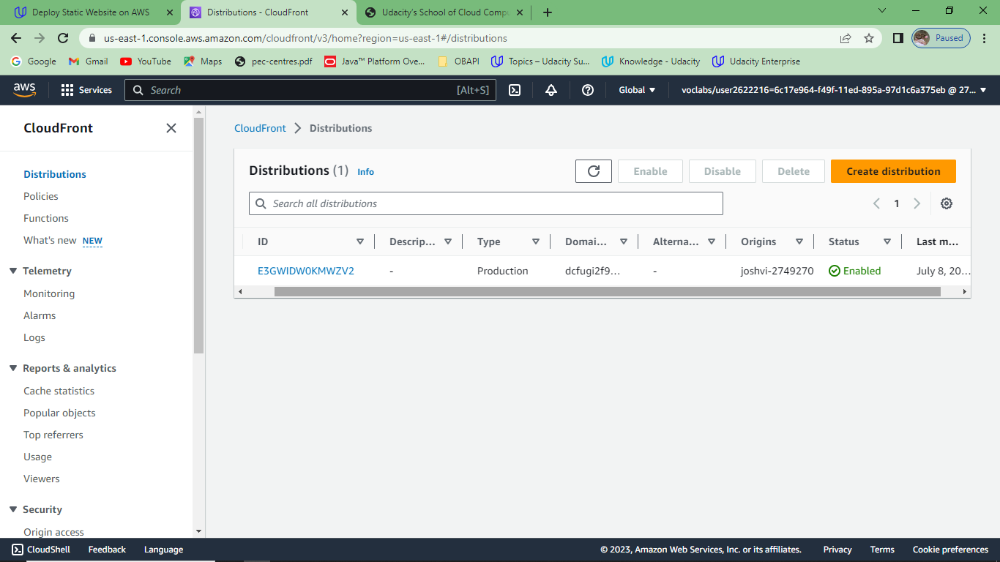 Deploy Static Website on AWS
Distributions - CloudFront
Udacity's School of Cloud Compu
us-east-1.console.aws.amazon.com/cloudfront/v3/home?region=us-east-1#/distributions
Paused
Google
Gmail
YouTube
Maps
pec-centres.pdf
Java™ Platform Ove...
OBAPI
Topics – Udacity Su...
Knowledge - Udacity
Udacity Enterprise
aws
Services
Search
[Alt+S]
Global
voclabs/user2622216=6c17e964-f49f-11ed-895a-97d1c6a375eb @ 27...
CloudFront
Distributions
Policies
Functions
What's new NEW
Telemetry
Monitoring
Alarms
Logs
Reports & analytics
Cache statistics
Popular objects
Top referrers
Usage
Viewers
Security
Origin access
CloudFront
Distributions
Distributions (1) Info
Enable
Disable
Delete
Create distribution
Search all distributions
1
ID
Descrip...
Type
Domai...
Alterna...
Origins
Status
Last m...
E3GWIDW0KMWZV2
-
Production
dcfugi2f9...
-
joshvi-2749270
Enabled
July 8, 20...
CloudShell
Feedback
Language
© 2023, Amazon Web Services, Inc. or its affiliates.
Privacy
Terms
Cookie preferences